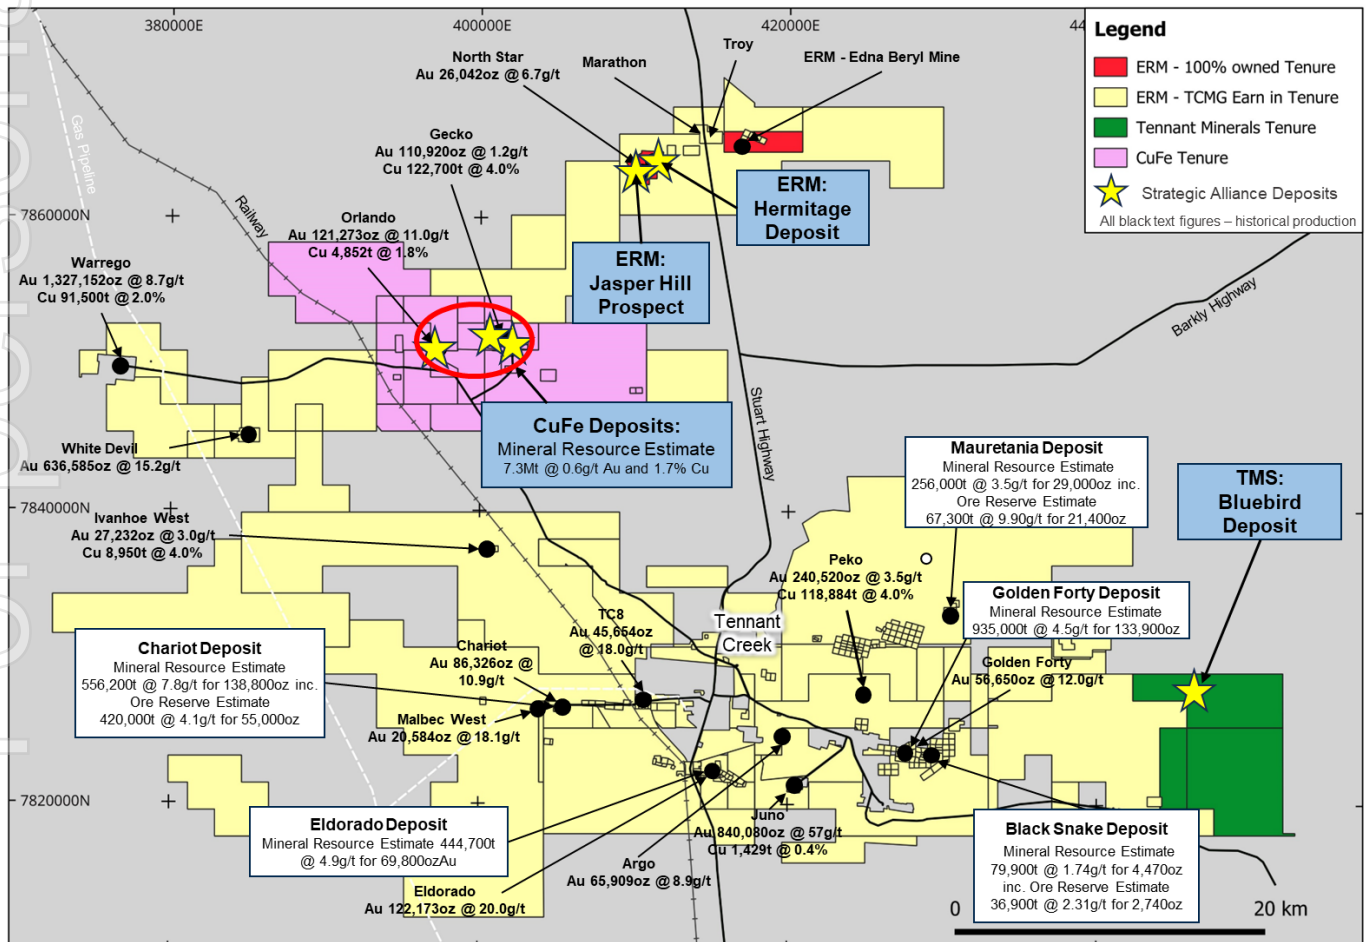 380000E
400000E
420000E
44
Legend
ERM - 100% owned Tenure
ERM - TCMG Earn in Tenure
Tennant Minerals Tenure
CuFe Tenure
Strategic Alliance Deposits
All black text figures – historical production
North Star
Au 26,042oz @ 6.7g/t
Marathon
Troy
ERM - Edna Beryl Mine
Gas Pipeline
Gecko
Au 110,920oz @ 1.2g/t
Cu 122,700t @ 4.0%
ERM:
Hermitage
Deposit
7860000N
Railway
Orlando
Au 121,273oz @ 11.0g/t
Cu 4,852t @ 1.8%
ERM:
Jasper Hill
Prospect
Warrego
Au 1,327,152oz @ 8.7g/t
Cu 91,500t @ 2.0%
Barkly Highway
Stuart Highway
CuFe Deposits:
Mineral Resource Estimate
7.3Mt @ 0.6g/t Au and 1.7% Cu
White Devil
Au 636,585oz @ 15.2g/t
Mauretania Deposit
Mineral Resource Estimate
256,000t @ 3.5g/t for 29,000oz inc.
Ore Reserve Estimate
67,300t @ 9.90g/t for 21,400oz
TMS:
Bluebird
Deposit
7840000N
Ivanhoe West
Au 27,232oz @ 3.0g/t
Cu 8,950t @ 4.0%
Peko
Au 240,520oz @ 3.5g/t
Cu 118,884t @ 4.0%
Golden Forty Deposit
Mineral Resource Estimate
935,000t @ 4.5g/t for 133,900oz
TC8
Au 45,654oz
@ 18.0g/t
Tennant
Creek
Chariot Deposit
Mineral Resource Estimate
556,200t @ 7.8g/t for 138,800oz inc.
Ore Reserve Estimate
420,000t @ 4.1g/t for 55,000oz
Chariot
Au 86,326oz @
10.9g/t
Golden Forty
Au 56,650oz @ 12.0g/t
Malbec West
Au 20,584oz @ 18.1g/t
7820000N
Eldorado Deposit
Mineral Resource Estimate 444,700t
@ 4.9g/t for 69,800ozAu
Juno
Au 840,080oz @ 57g/t
Cu 1,429t @ 0.4%
Black Snake Deposit
Mineral Resource Estimate
79,900t @ 1.74g/t for 4,470oz
inc. Ore Reserve Estimate
36,900t @ 2.31g/t for 2,740oz
Argo
Au 65,909oz @ 8.9g/t
Eldorado
Au 122,173oz @ 20.0g/t
0
20 km